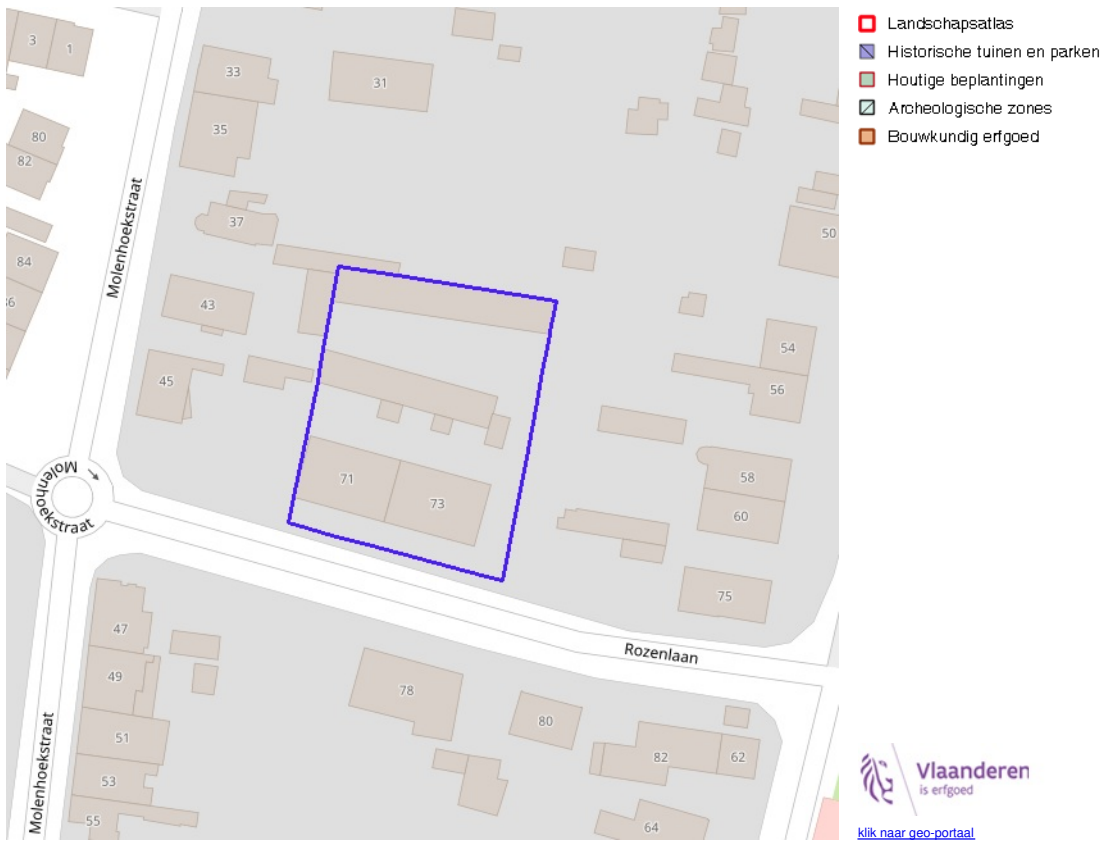 Landschapsatlas
Historische tuinen en parken
Houtige beplantingen
Archeologische zones
Bouwkundig erfgoed
3
1
33
31
35
80
82
Molenhoekstraat
37
50
84
43
54
45
56
71
73
58
60
Molenhoekstraat
75
47
Rozenlaan
49
78
80
51
82
62
53
Molenhoekstraat
55
64
Vlaanderen
is erfgoed
klik naar geo-portaal